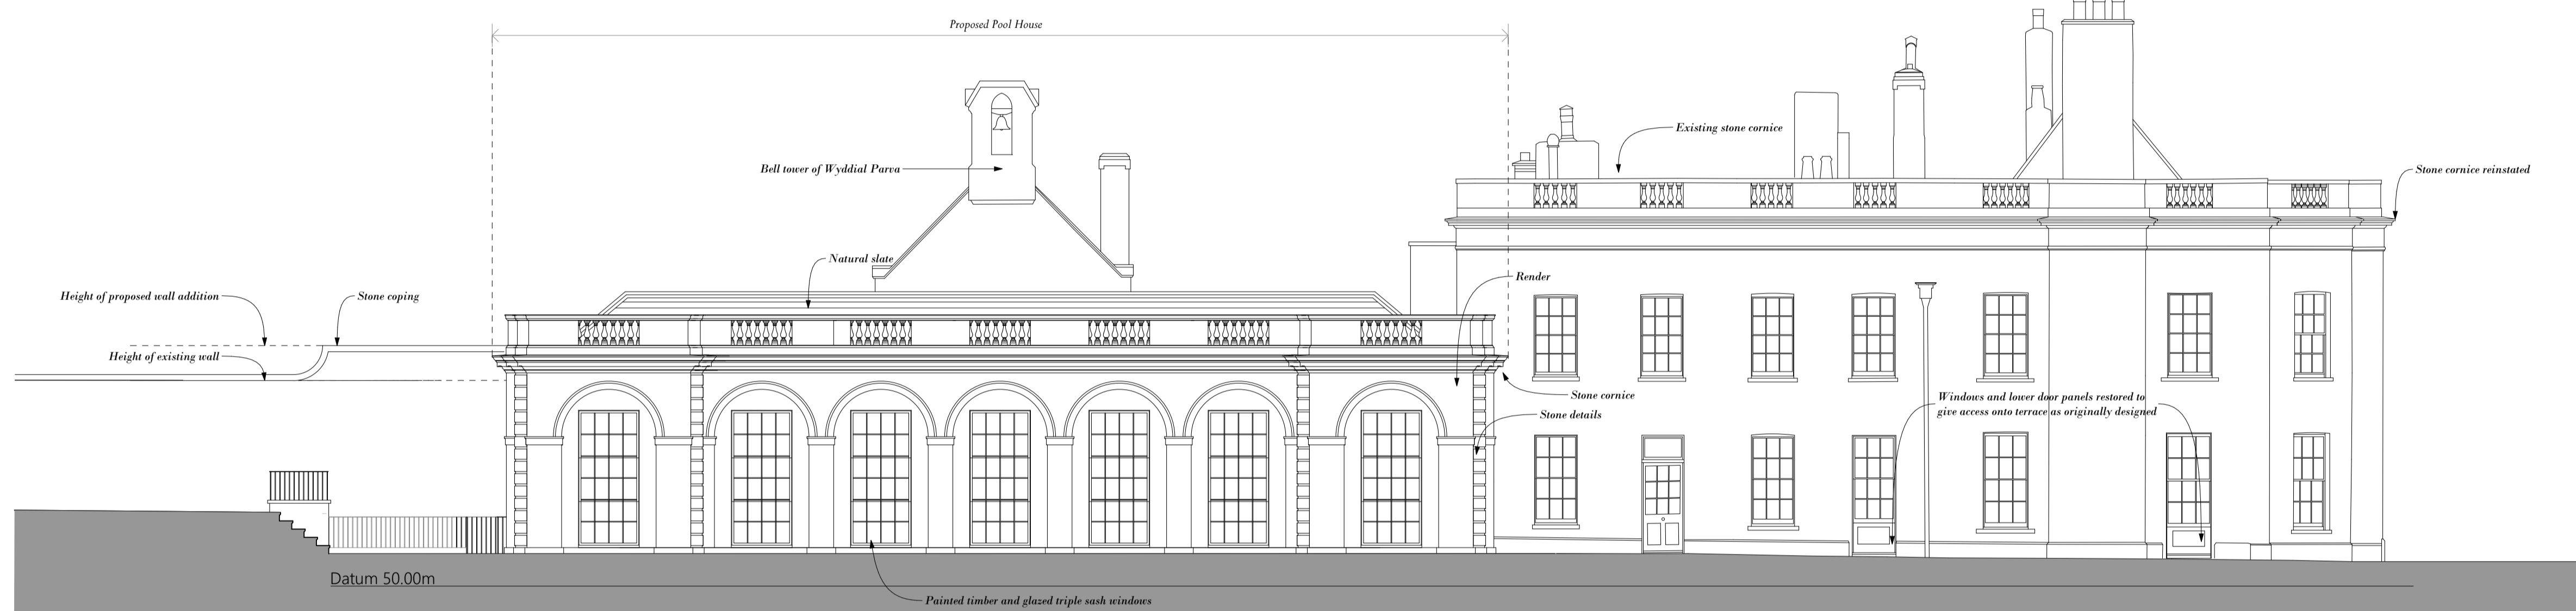 Proposed Pool House
Existing stone cornice
Bell tower of Wyddial Parva
Stone cornice reinstated
Natural slate
Render
Height of proposed wall addition
Stone coping
Height of existing wall
Stone cornice
Windows and lower door panels restored to
give access onto terrace as originally designed
Stone details
Datum 50.00m
Painted timber and glazed triple sash windows